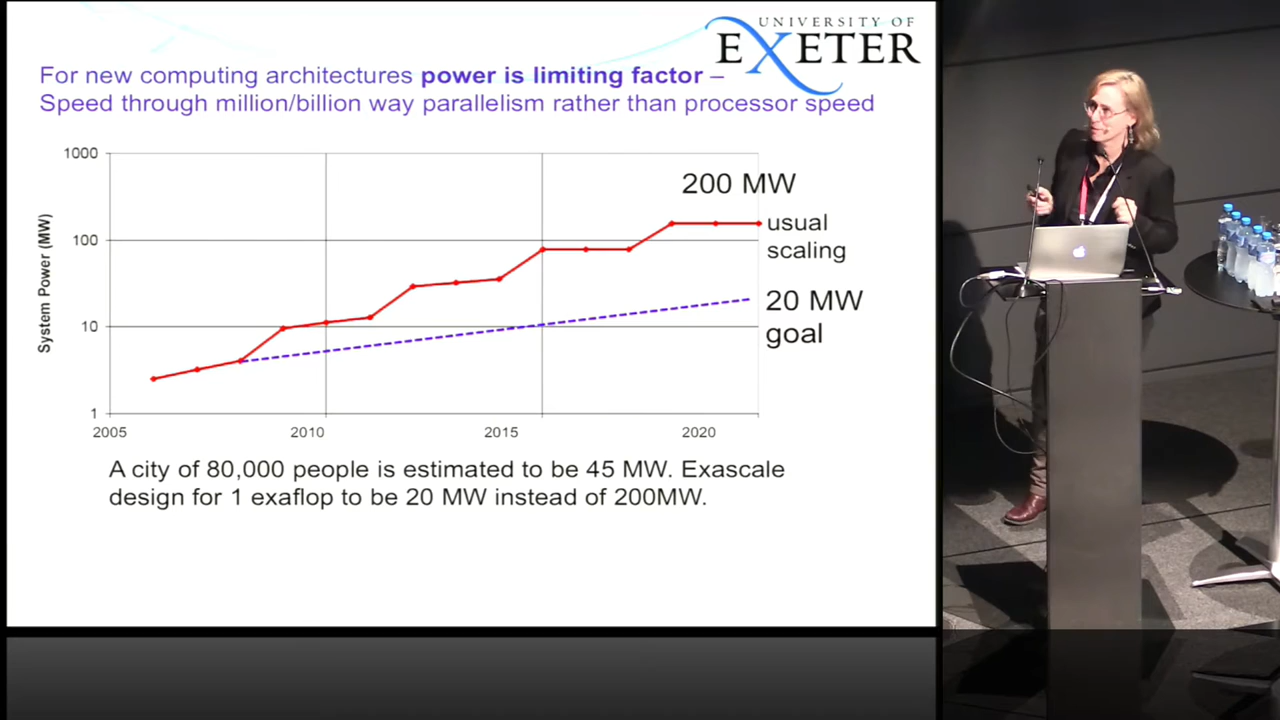 UNIVERSITY OF
EXETER
For new computing architectures power is limiting factor –
Speed through million/billion way parallelism rather than processor speed
1000
200 MW
usual
scaling
100
20 MW
goal
System Power (MW)
10
1
2005
2010
2015
2020
A city of 80,000 people is estimated to be 45 MW. Exascale
design for 1 exaflop to be 20 MW instead of 200MW.